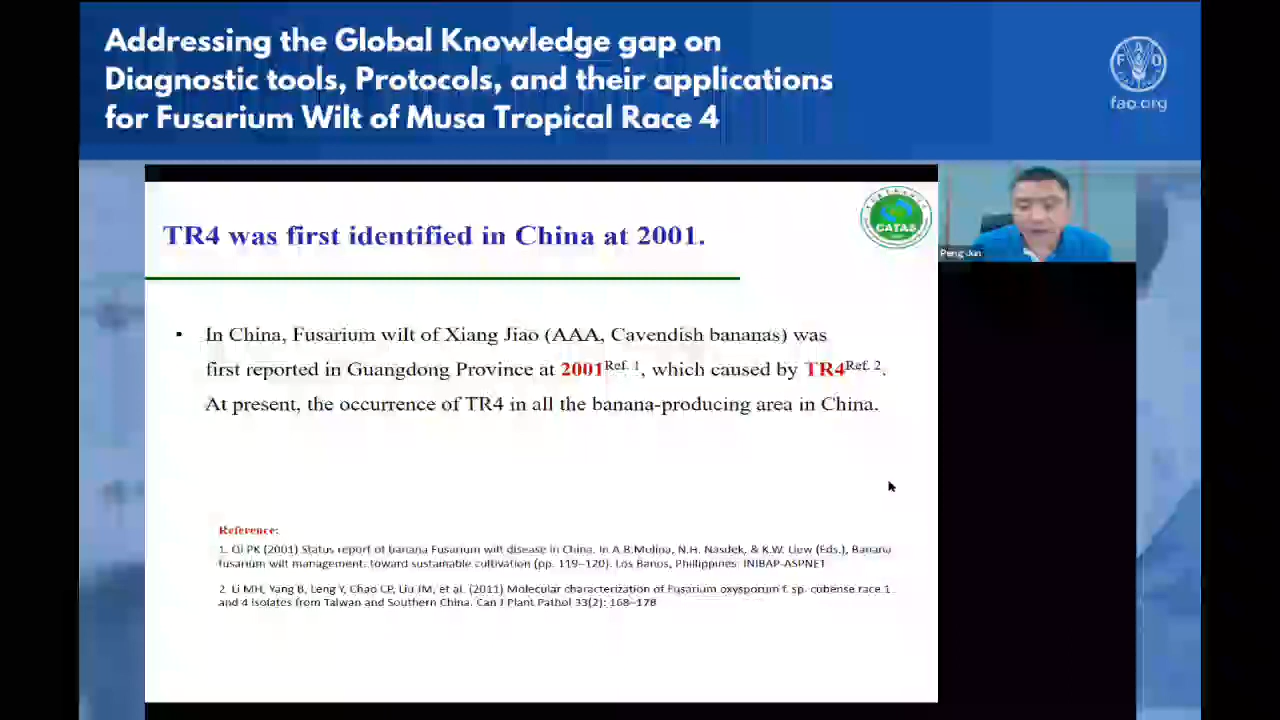 Addressing the Global Knowledge gap on
Diagnostic tools, Protocols, and their applications
for Fusarium Wilt of Musa Tropical Race 4
FAO
fao.org
TR4 was first identified in China at 2001.
CATAS
Peng Jun
• In China, Fusarium wilt of Xiang Jiao (AAA, Cavendish bananas) was
first reported in Guangdong Province at 2001Ref. 1, which caused by TR4Ref. 2.
At present, the occurrence of TR4 in all the banana-producing area in China.
Reference:
1. Qi PK (2001) Status report of banana Fusarium wilt disease in China. In A.B.Molina, N.H. Nasdek, & K.W. Liew (Eds.), Banana
fusarium wilt management: toward sustainable cultivation (pp. 119–120). Los Banos, Phillippines: INIBAP-ASPNET
2. Li MH, Yang B, Leng Y, Chao CP, Liu JM, et al. (2011) Molecular characterization of Fusarium oxysporum f. sp. cubense race 1
and 4 isolates from Taiwan and Southern China. Can J Plant Pathol 33(2): 168–178